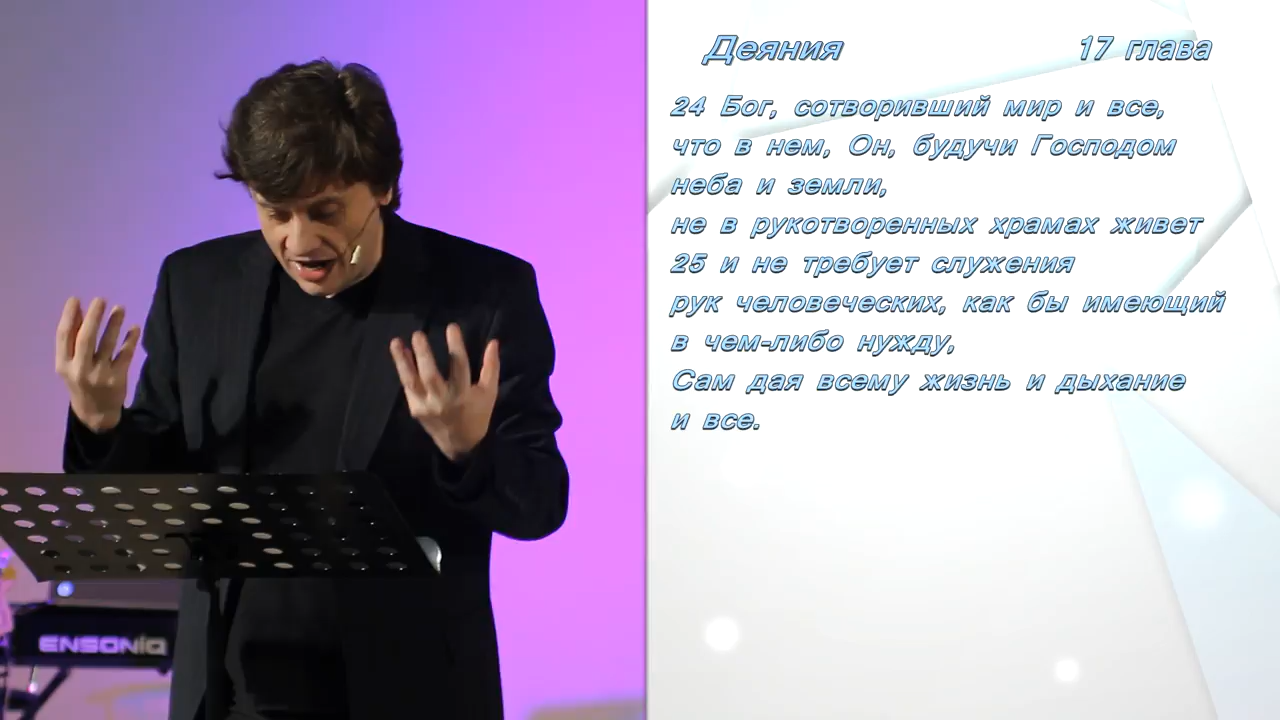 Деяния 17 глава
24 Бог, сотворивший мир и все,
что в нем, Он, будучи Господом
неба и земли,
не в рукотворенных храмах живет
25 и не требует служения
рук человеческих, как бы имеющий
в чем-либо нужду,
Сам дая всему жизнь и дыхание
и все.
ENSONIQ